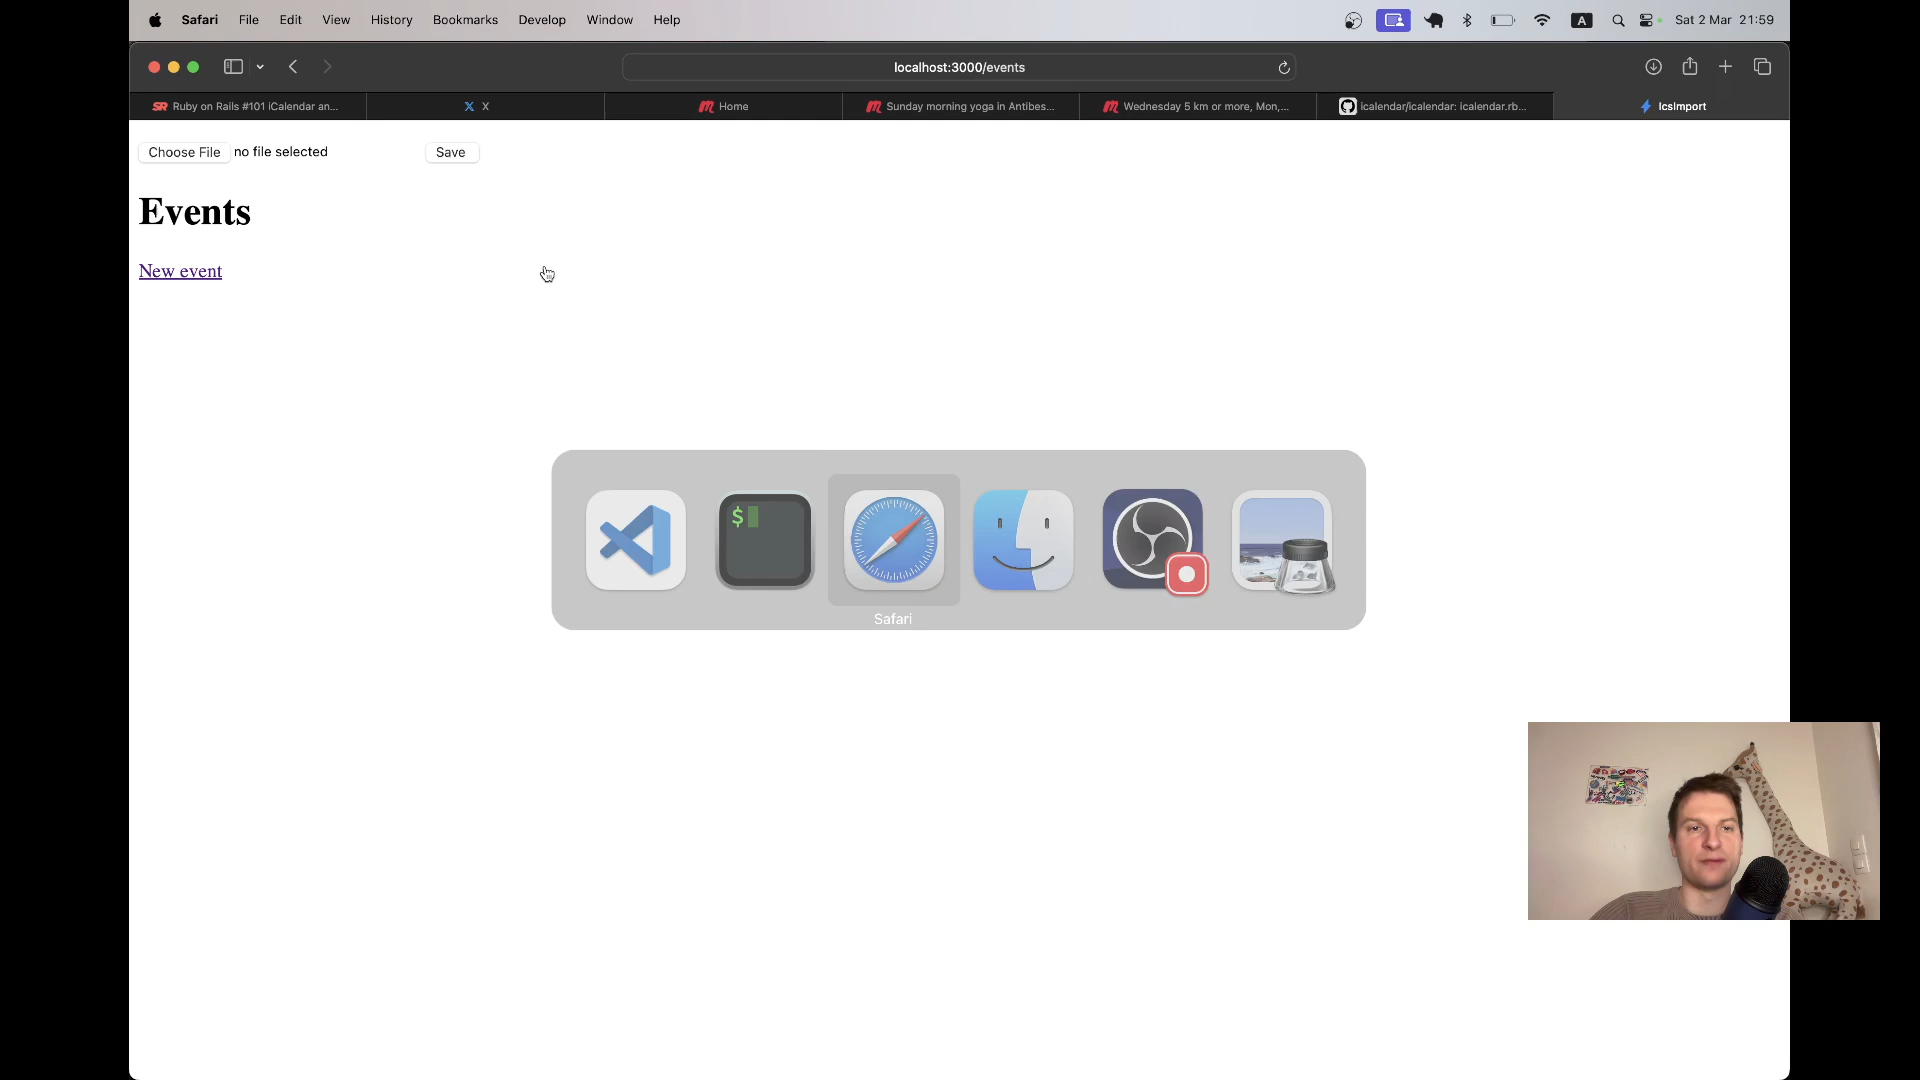 Safari File Edit View History Bookmarks Develop Window Help A Sat 2 Mar 21:59
localhost:3000/events
SR Ruby on Rails #101 iCalendar an... X Home Sunday morning yoga in Antibes... Wednesday 5 km or more, Mon,... icalendar/icalendar: icalendar.rb... IcsImport
Choose File no file selected Save
Events
New event
$
Safari